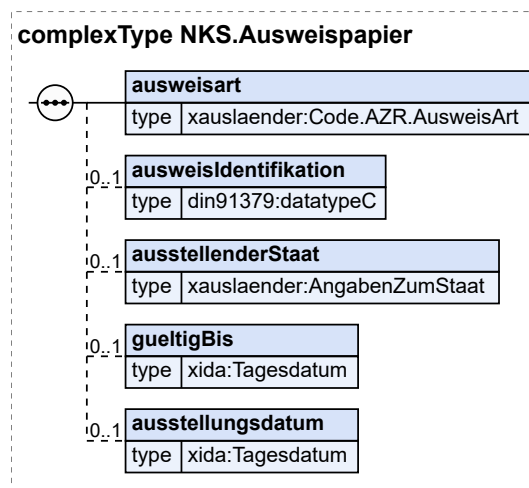 complexType NKS.Ausweispapier
ausweisart
type xauslaender:Code.AZR.AusweisArt
0..1 ausweisIdentifikation
type din91379:datatypeC
0..1 ausstellenderStaat
type xauslaender:AngabenZumStaat
0..1 gueltigBis
type xida:Tagesdatum
0..1 ausstellungsdatum
type xida:Tagesdatum